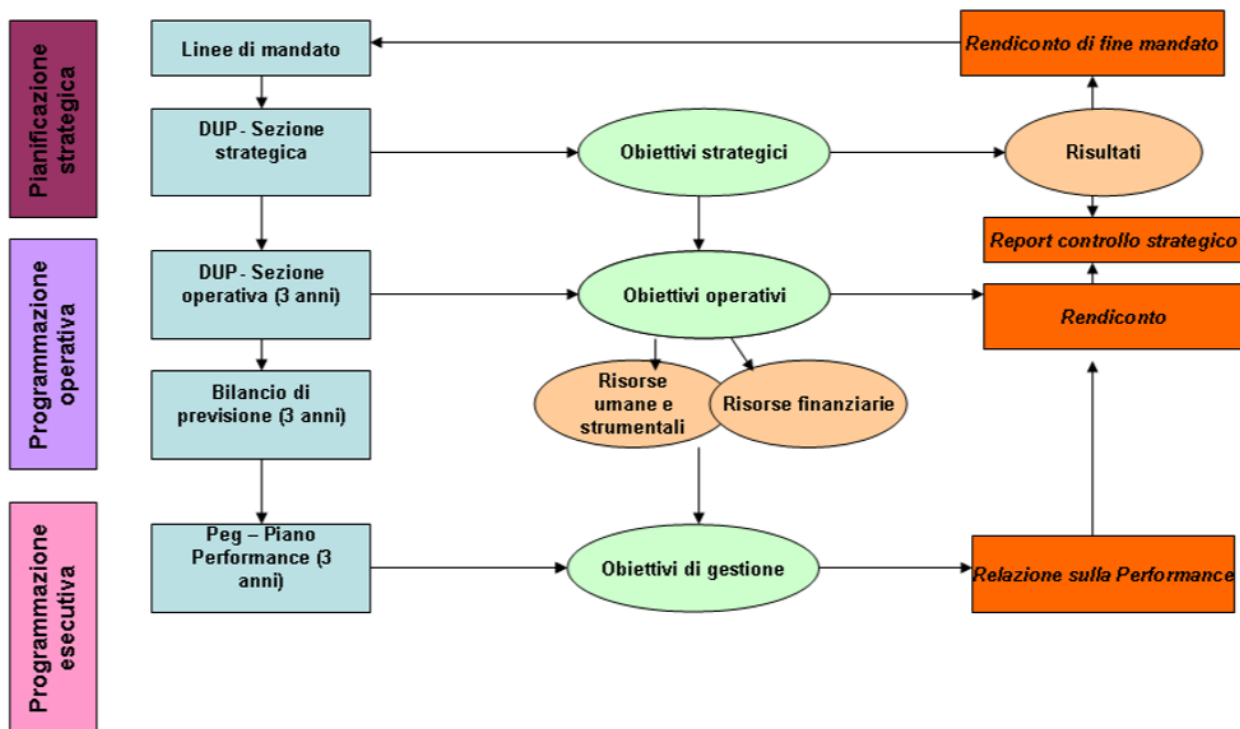 Pianificazione
strategica
Linee di mandato
Rendiconto di fine mandato
DUP - Sezione
strategica
Obiettivi strategici
Risultati
Report controllo strategico
Programmazione
operativa
DUP - Sezione
operativa (3 anni)
Obiettivi operativi
Rendiconto
Bilancio di
previsione (3 anni)
Risorse
umane e
strumentali
Risorse finanziarie
Programmazione
esecutiva
Peg – Piano
Performance (3
anni)
Obiettivi di gestione
Relazione sulla Performance